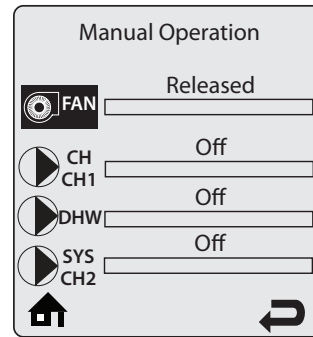 Manual Operation
Released
FAN
Off
CH
CH1
Off
DHW
Off
SYS
CH2